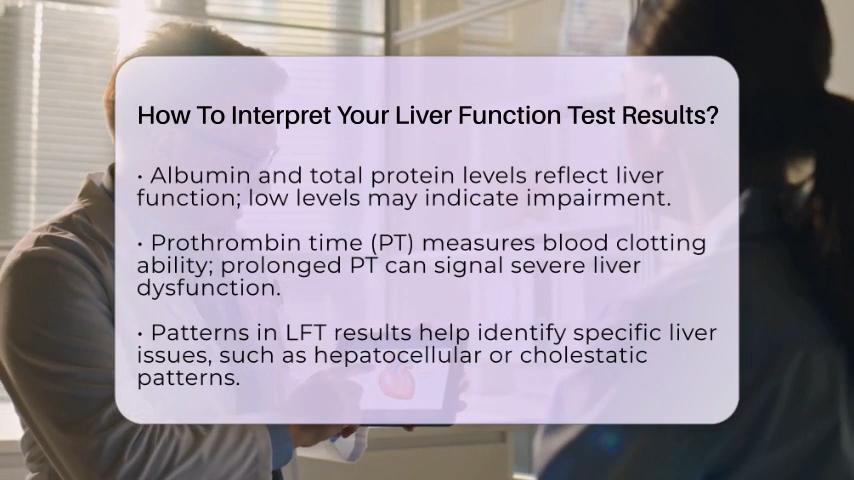 How To Interpret Your Liver Function Test Results?
• Albumin and total protein levels reflect liver
function; low levels may indicate impairment.
• Prothrombin time (PT) measures blood clotting
ability; prolonged PT can signal severe liver
dysfunction.
• Patterns in LFT results help identify specific liver
issues, such as hepatocellular or cholestatic
patterns.